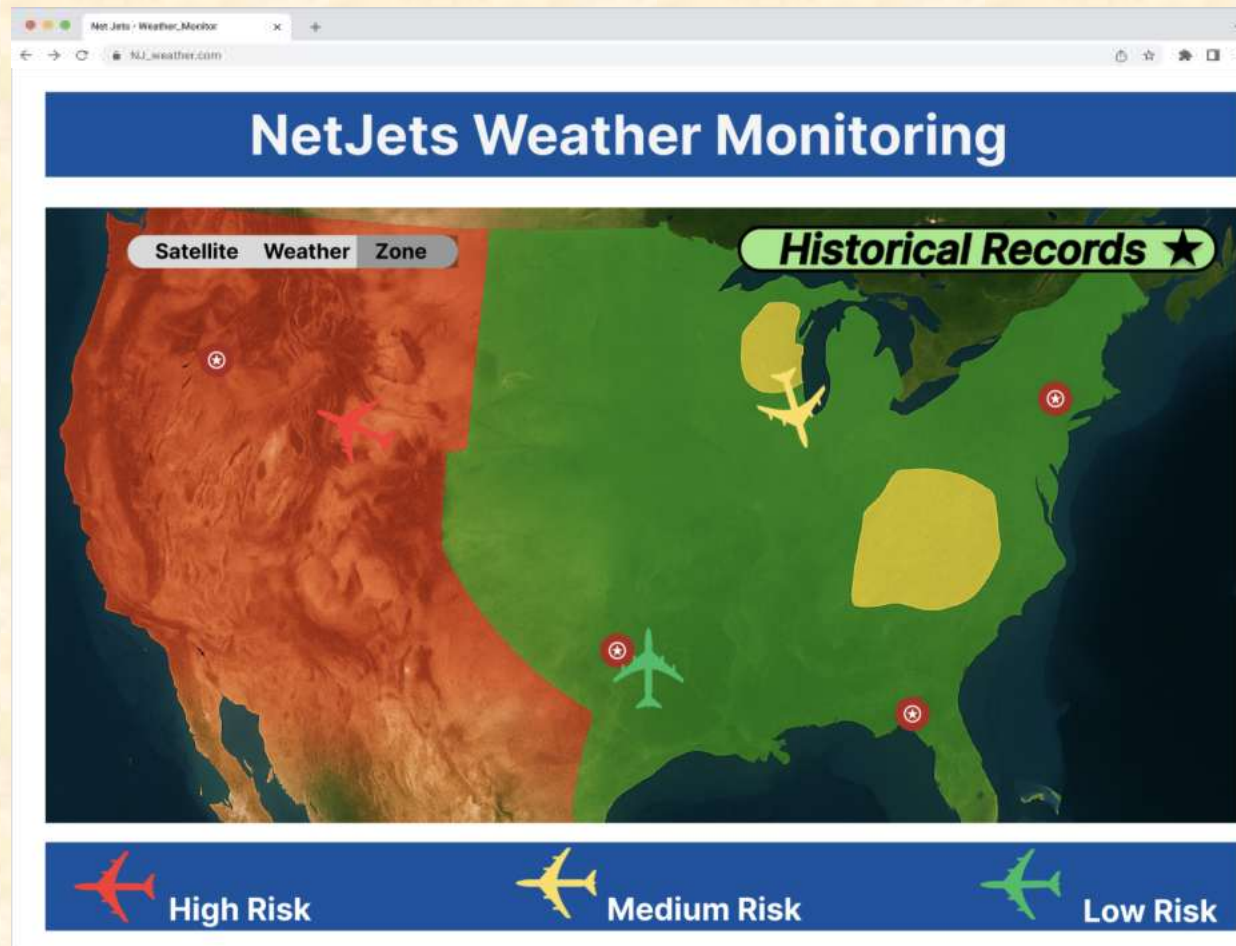 Net Jets - Weather_Monitor
NJ_weather.com
NetJets Weather Monitoring
Satellite Weather Zone
Historical Records ★
High Risk
Medium Risk
Low Risk